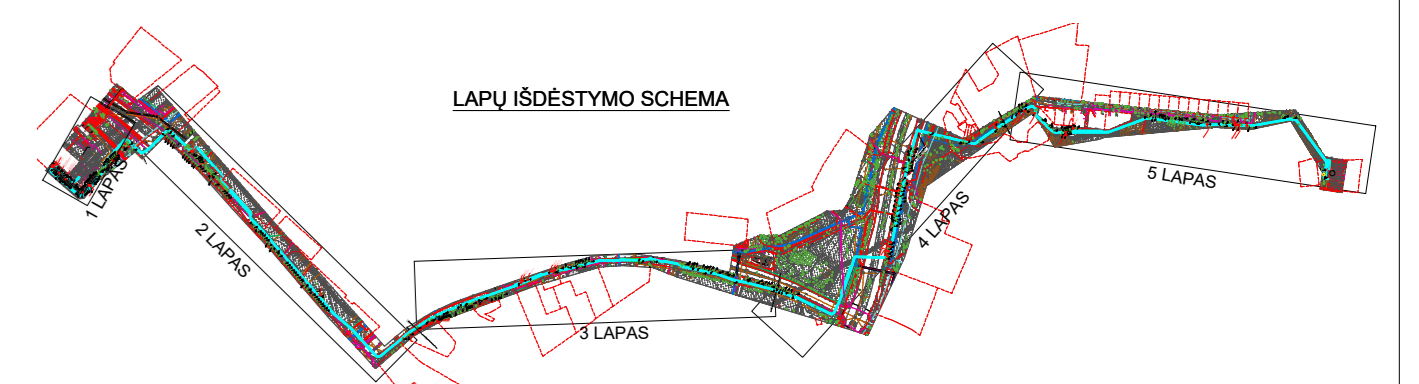 LAPŲ IŠDĖSTYMO SCHEMA
1 LAPAS
2 LAPAS
3 LAPAS
4 LAPAS
5 LAPAS